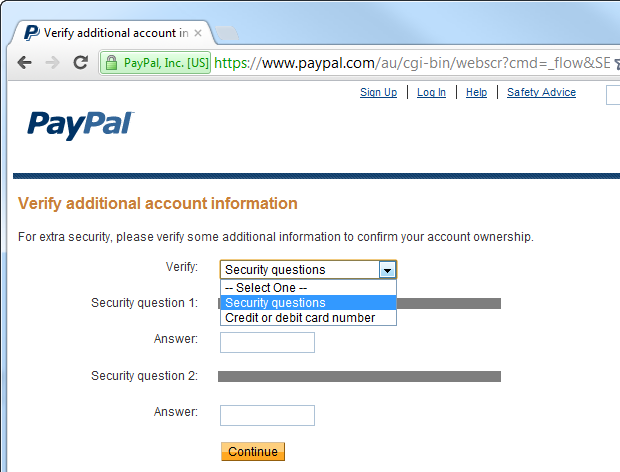 Verify additional account in
PayPal, Inc. [US] https://www.paypal.com/au/cgi-bin/webscr?cmd=_flow&SE
Sign Up | Log In | Help | Safety Advice
PayPal
Verify additional account information
For extra security, please verify some additional information to confirm your account ownership.
Verify: Security questions
-- Select One --
Security questions
Credit or debit card number
Security question 1:
Answer:
Security question 2:
Answer:
Continue